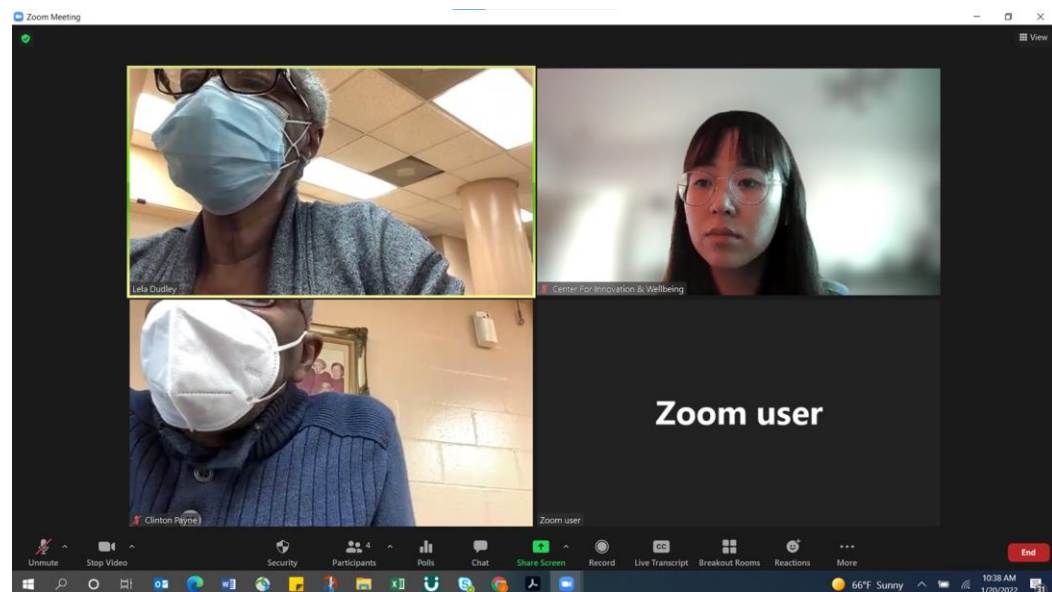 Zoom Meeting
View
Lela Dudley
Center For Innovation & Wellbeing
Clinton Payne
Zoom user
Zoom user
Unmute
Stop Video
Security
4
Participants
Polls
Chat
Share Screen
Record
CC
Live Transcript
Breakout Rooms
Reactions
More
End
66°F Sunny
10:38 AM
1/20/2022
31